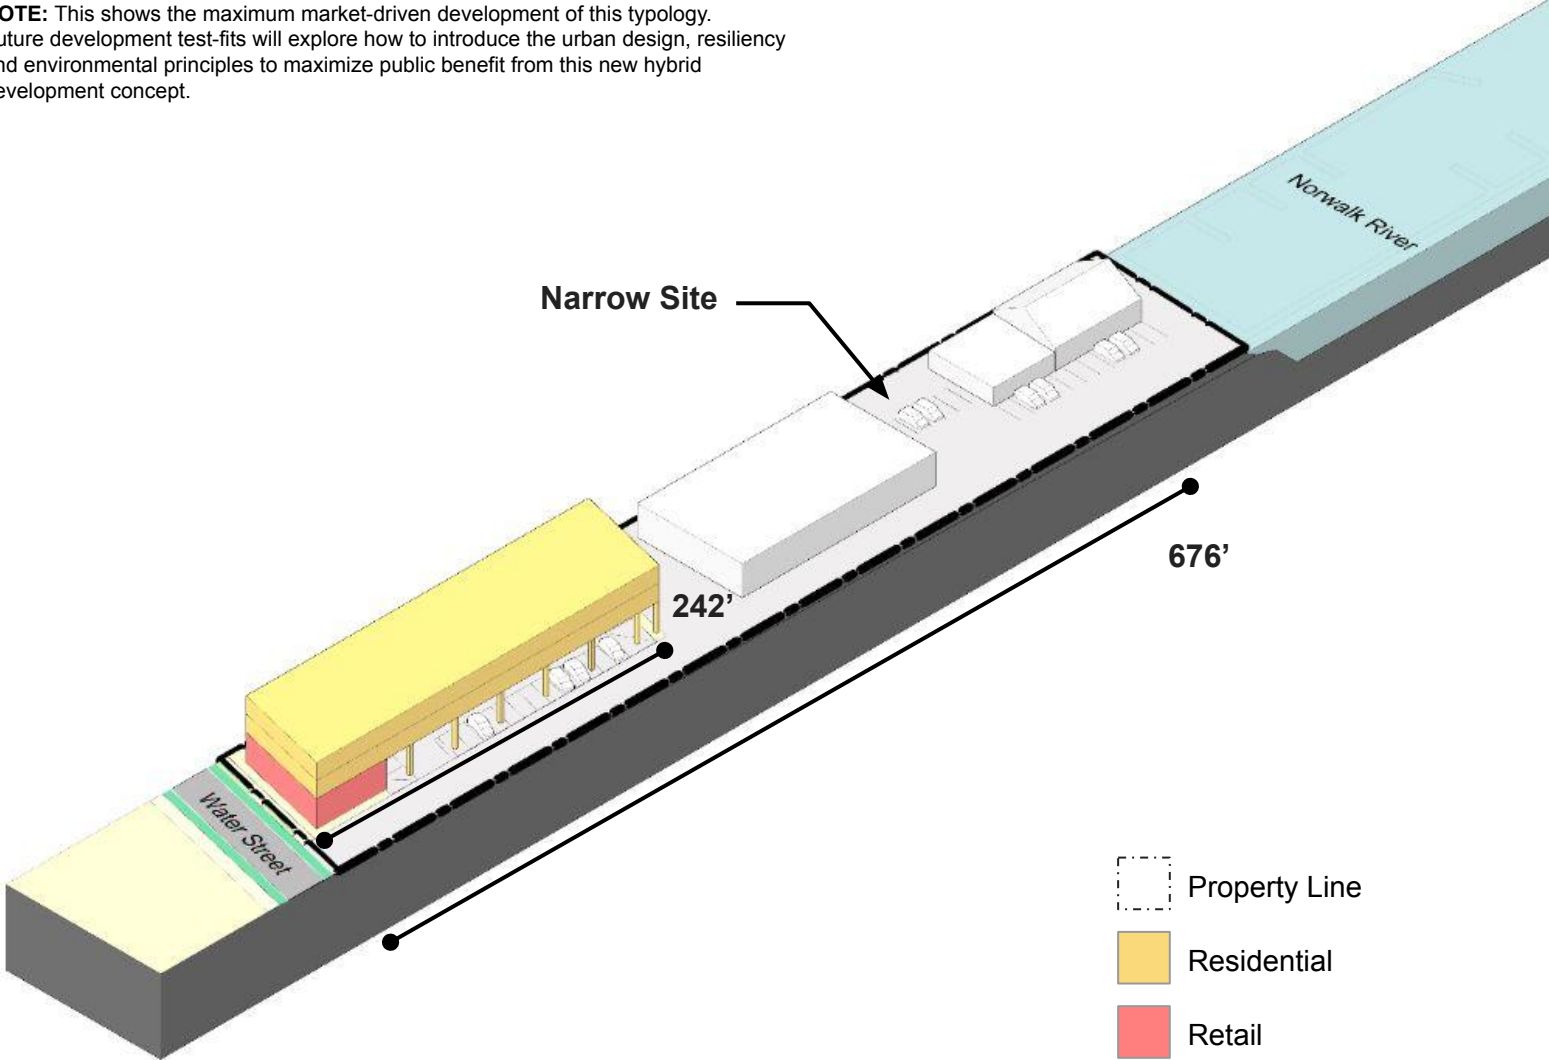 OTE: This shows the maximum market-driven development of this typology.
uture development test-fits will explore how to introduce the urban design, resiliency
nd environmental principles to maximize public benefit from this new hybrid
evelopment concept.
Norwalk River
Narrow Site
676’
242’
Water Street
Property Line
Residential
Retail